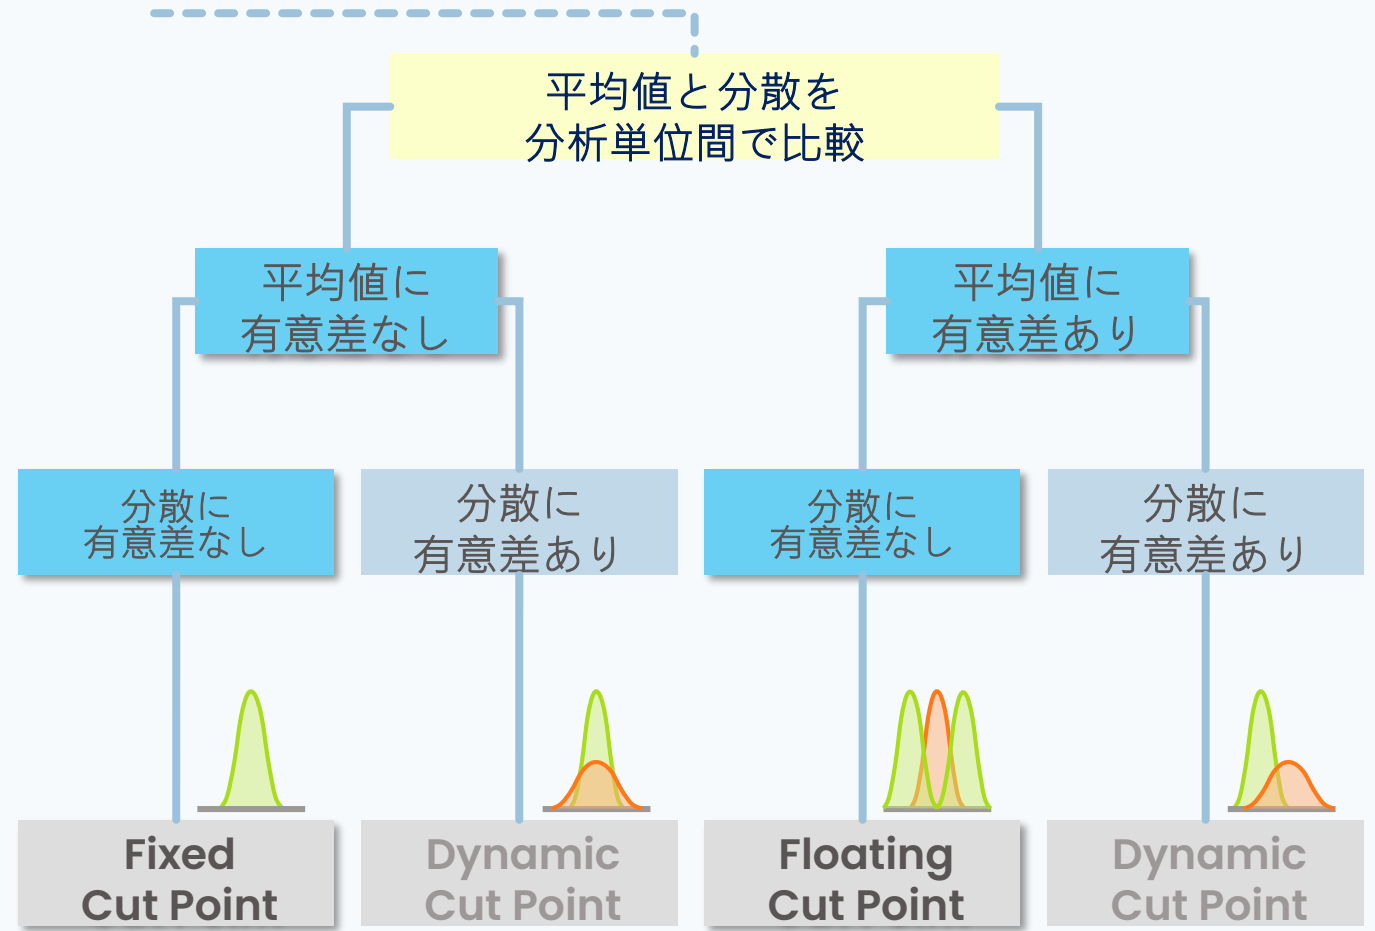 平均値と分散を
分析単位間で比較
平均値に
有意差なし
平均値に
有意差あり
分散に
有意差なし
分散に
有意差あり
分散に
有意差なし
分散に
有意差あり
Fixed
Cut Point
Dynamic
Cut Point
Floating
Cut Point
Dynamic
Cut Point